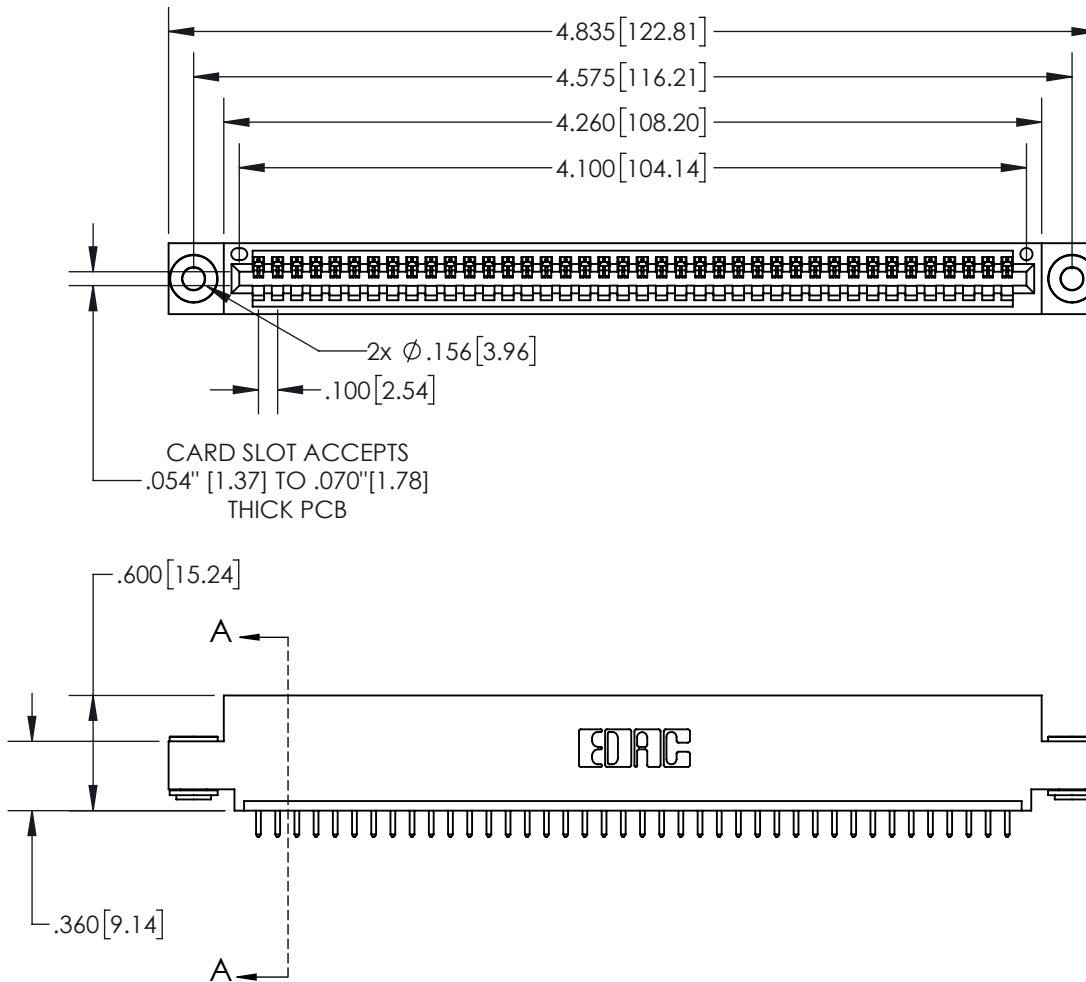 4.835[122.81]
4.575[116.21]
4.260[108.20]
4.100[104.14]
2x Ø.156[3.96]
.100[2.54]
CARD SLOT ACCEPTS
.054" [1.37] TO .070"[1.78]
THICK PCB
.600[15.24]
A
EDAC
.360[9.14]
A